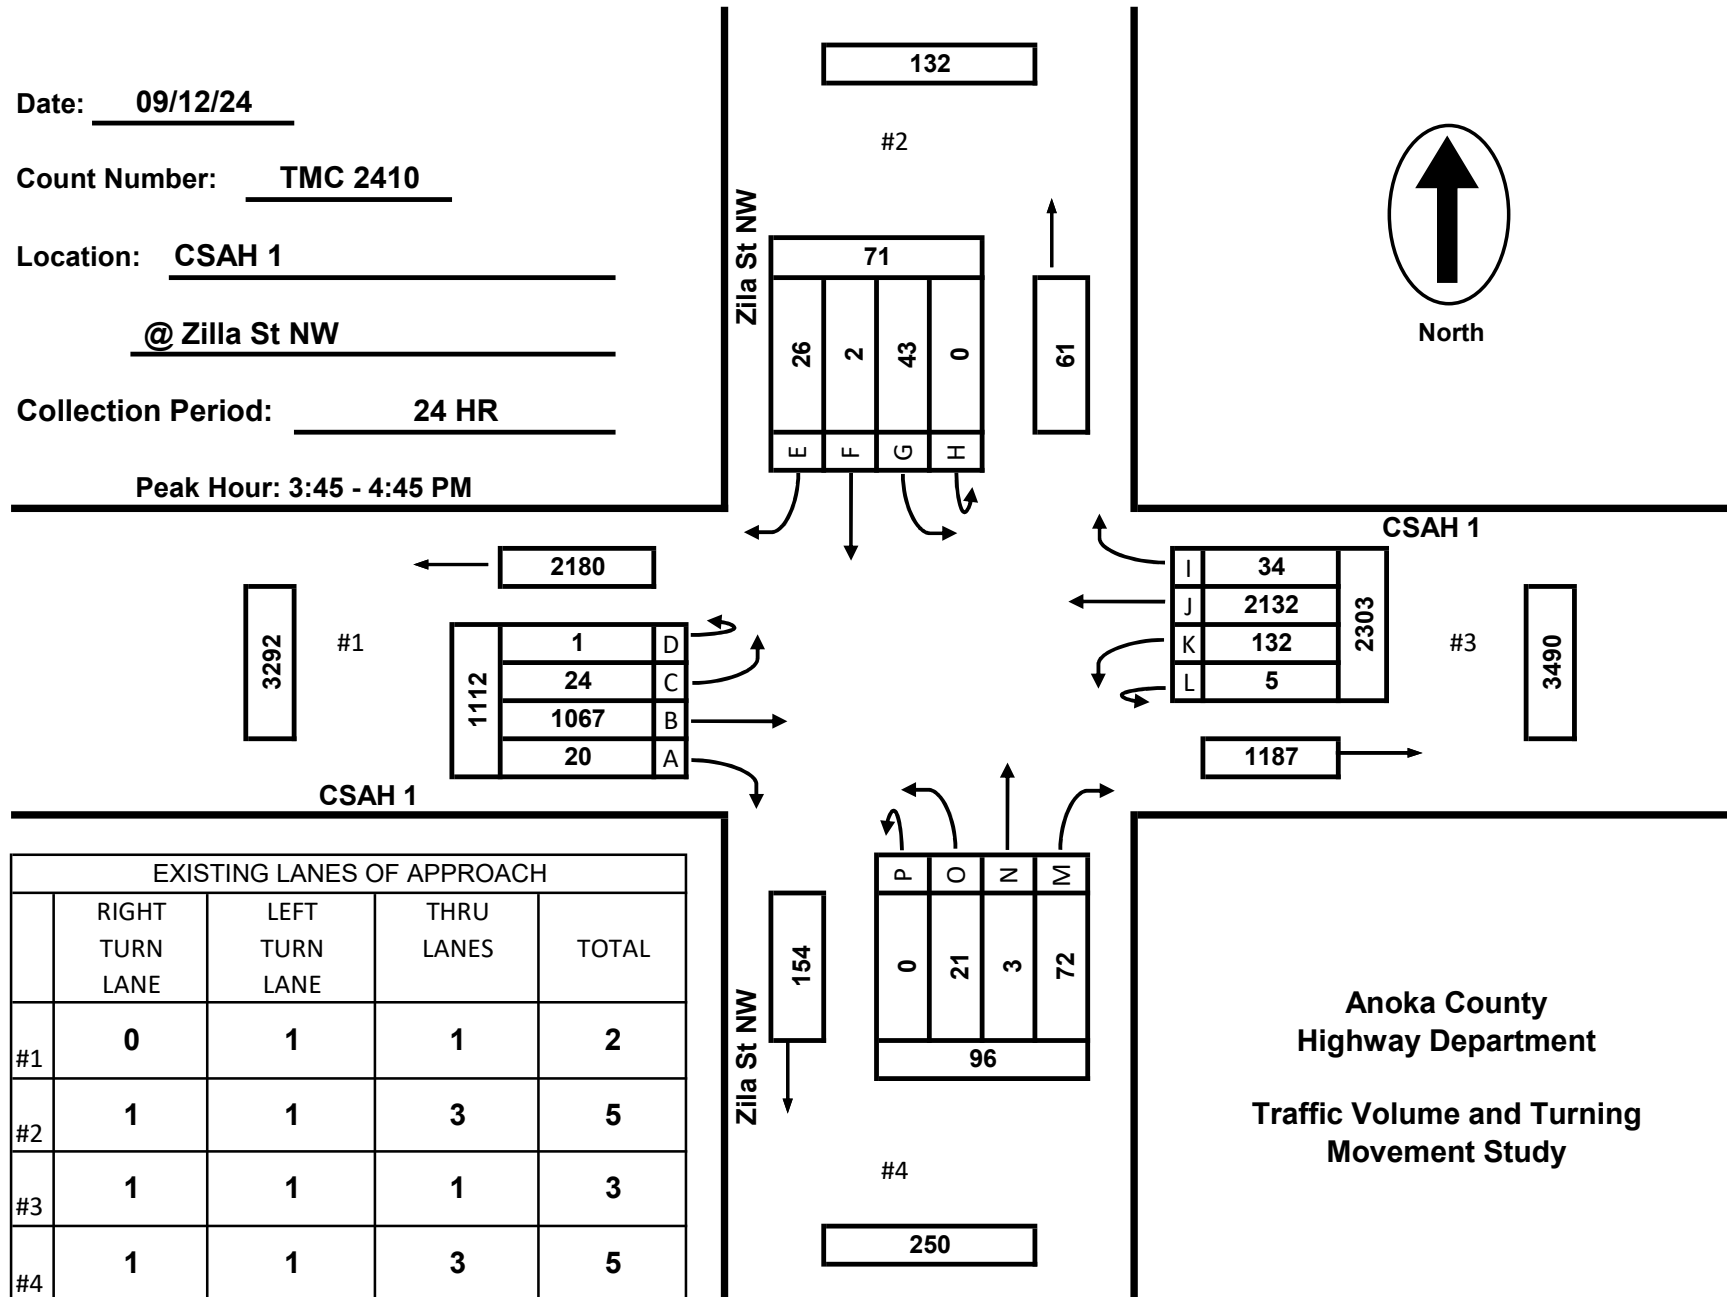 Date: 09/12/24
Count Number: TMC 2410
Location: CSAH 1
@ Zilla St NW
Collection Period: 24 HR
Peak Hour: 3:45 - 4:45 PM
132
#2
Zila St NW
71
26 2 43 0
E F G H
61
North
CSAH 1
2180
3292
#1
1112
1 D
24 C
1067 B
20 A
CSAH 1
I 34
J 2132
K 132
L 5
2303
#3
3490
1187
P O N M
0 21 3 72
96
154
Zila St NW
#4
250
EXISTING LANES OF APPROACH
RIGHT LEFT THRU
TURN TURN LANES TOTAL
LANE LANE
#1 0 1 1 2
#2 1 1 3 5
#3 1 1 1 3
#4 1 1 3 5
Anoka County
Highway Department
Traffic Volume and Turning
Movement Study